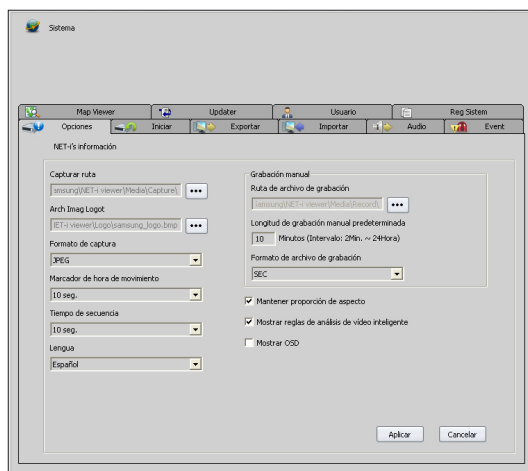 Sistema
Map Viewer
Updater
Usuario
Reg Sistem
Opciones
Iniciar
Exportar
Importar
Audio
Event
NET-i's información
Capturar ruta
amsung\NET-i viewer\Media\Capture\
Arch Imag Logot
IET-i viewer\Logo\samsung_logo.bmp
Formato de captura
JPEG
Marcador de hora de movimiento
10 seg.
Tiempo de secuencia
10 seg.
Lengua
Español
Grabación manual
Ruta de archivo de grabación
iamsung\NET-i viewer\Media\Record\
Longitud de grabación manual predeterminada
10 Minutos (Intervalo: 2Min. ~ 24Hora)
Formato de archivo de grabación
SEC
Mantener proporción de aspecto
Mostrar reglas de análisis de vídeo inteligente
Mostrar OSD
Aplicar
Cancelar